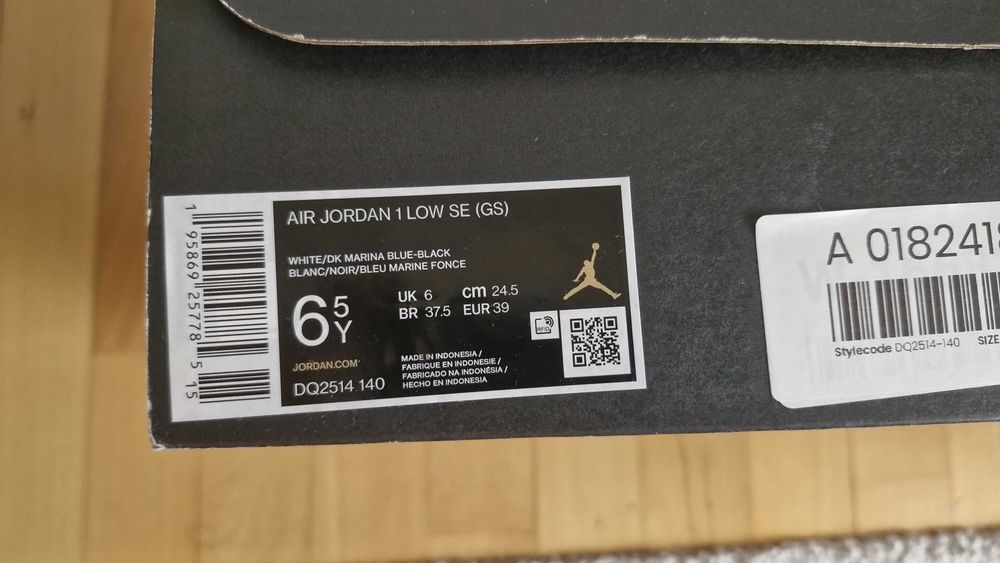 1 95869 25778 5 15
AIR JORDAN 1 LOW SE (GS)
WHITE/DK MARINA BLUE-BLACK
BLANC/NOIR/BLEU MARINE FONCE
6 5Y
UK 6 cm 24.5
BR 37.5 EUR 39
RFID
JORDAN.COM
DQ2514 140
MADE IN INDONESIA /
FABRIQUE EN INDONESIE /
FABRICADO NA INDONÉSIA /
HECHO EN INDONESIA
A 0182418
Stylecode DQ2514-140 SIZE